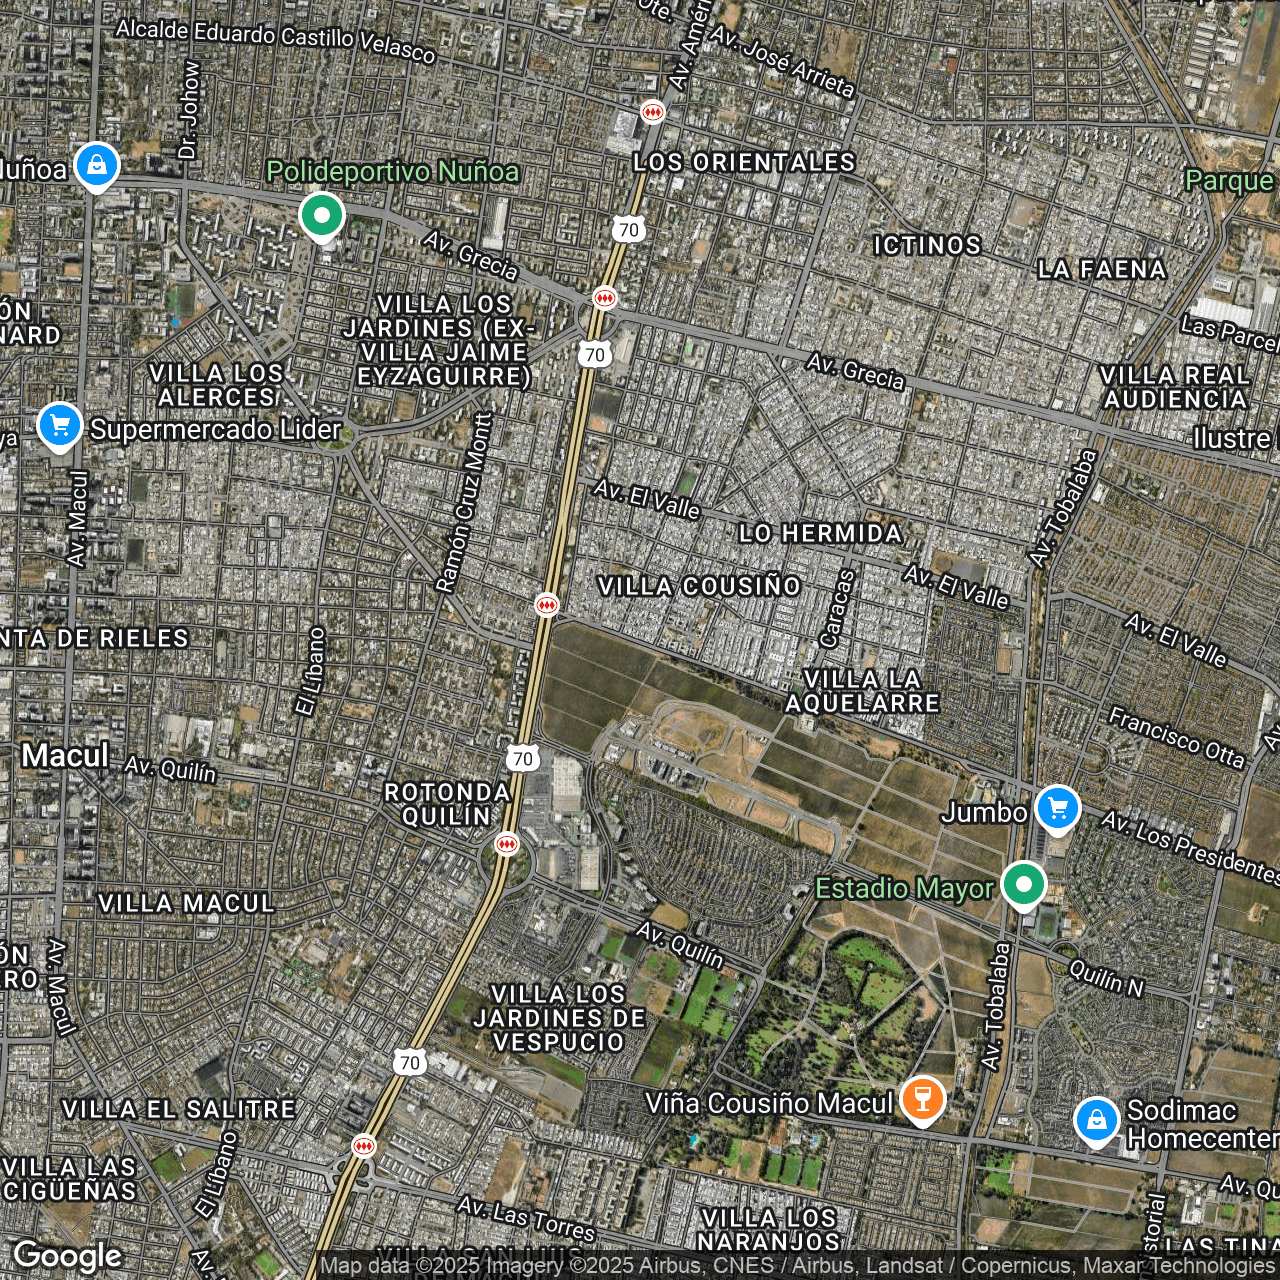 Alcalde Eduardo Castillo Velasco
Ote.
Av. José Arrieta
Dr. Johow
LOS ORIENTALES
Polideportivo Nuñoa
Parque
70
Av. Grecia
ICTINOS
LA FAENA
VILLA LOS
JARDINES (EX-
VILLA JAIME
EYZAGUIRRE)
70
Av. Grecia
VILLA LOS
ALERCES
VILLA REAL
AUDIENCIA
Supermercado Lider
Ilustre
Av. Macul
Ramón Cruz Montt
Av. El Valle
LO HERMIDA
Av. Tobalaba
VILLA COUSIÑO
Caracas
Av. El Valle
Av. El Valle
NTA DE RIELES
El Líbano
VILLA LA
AQUELARRE
Francisco Otta
Macul
Av. Quilín
70
ROTONDA
QUILÍN
Jumbo
Av. Los Presidentes
Estadio Mayor
VILLA MACUL
Av. Quilín
Av. Macul
Quilín N
Av. Tobalaba
VILLA LOS
JARDINES DE
VESPUCIO
70
VILLA EL SALITRE
Viña Cousiño Macul
Sodimac
Homecenter
El Líbano
VILLA LAS
CIGÜEÑAS
Av. Las Torres
VILLA LOS
NARANJOS
VILLA SAN LUIS
Google
Map data ©2025 Imagery ©2025 Airbus, CNES / Airbus, Landsat / Copernicus, Maxar Technologies